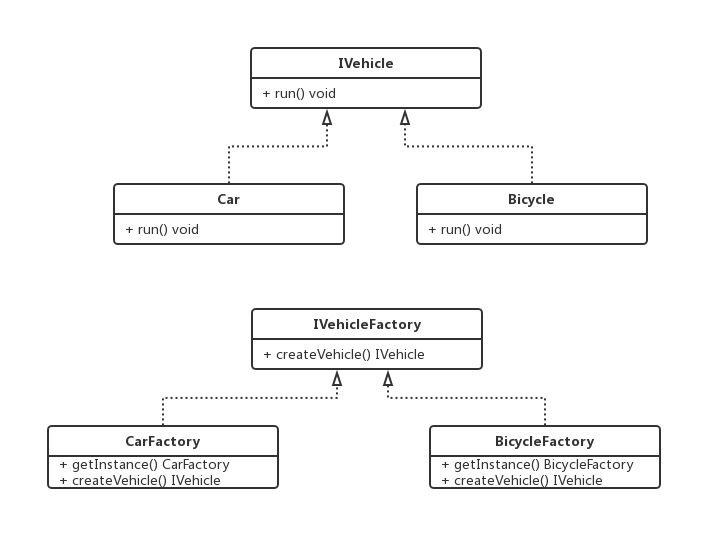 IVehicle
+ run() void
Car
Bicycle
+ run() void
+ run() void
IVehicleFactory
+ createVehicle() IVehicle
CarFactory
BicycleFactory
+ getInstance() CarFactory
+ createVehicle() IVehicle
+ getInstance() BicycleFactory
+ createVehicle() IVehicle